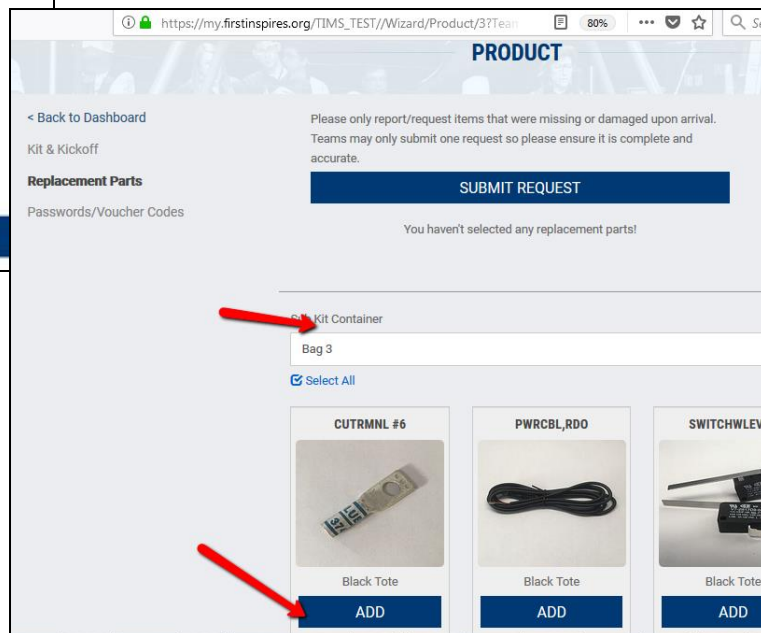 https://my.firstinspires.org/TIMS_TEST//Wizard/Product/3?Team
80%
PRODUCT
< Back to Dashboard
Kit & Kickoff
Replacement Parts
Passwords/Voucher Codes
Please only report/request items that were missing or damaged upon arrival.
Teams may only submit one request so please ensure it is complete and
accurate.
SUBMIT REQUEST
You haven't selected any replacement parts!
Kit Container
Bag 3
Select All
CUTRMNL #6
PWRCBL,RDO
SWITCHWLEV
LUL
Black Tote
Black Tote
Black Tote
ADD
ADD
ADD